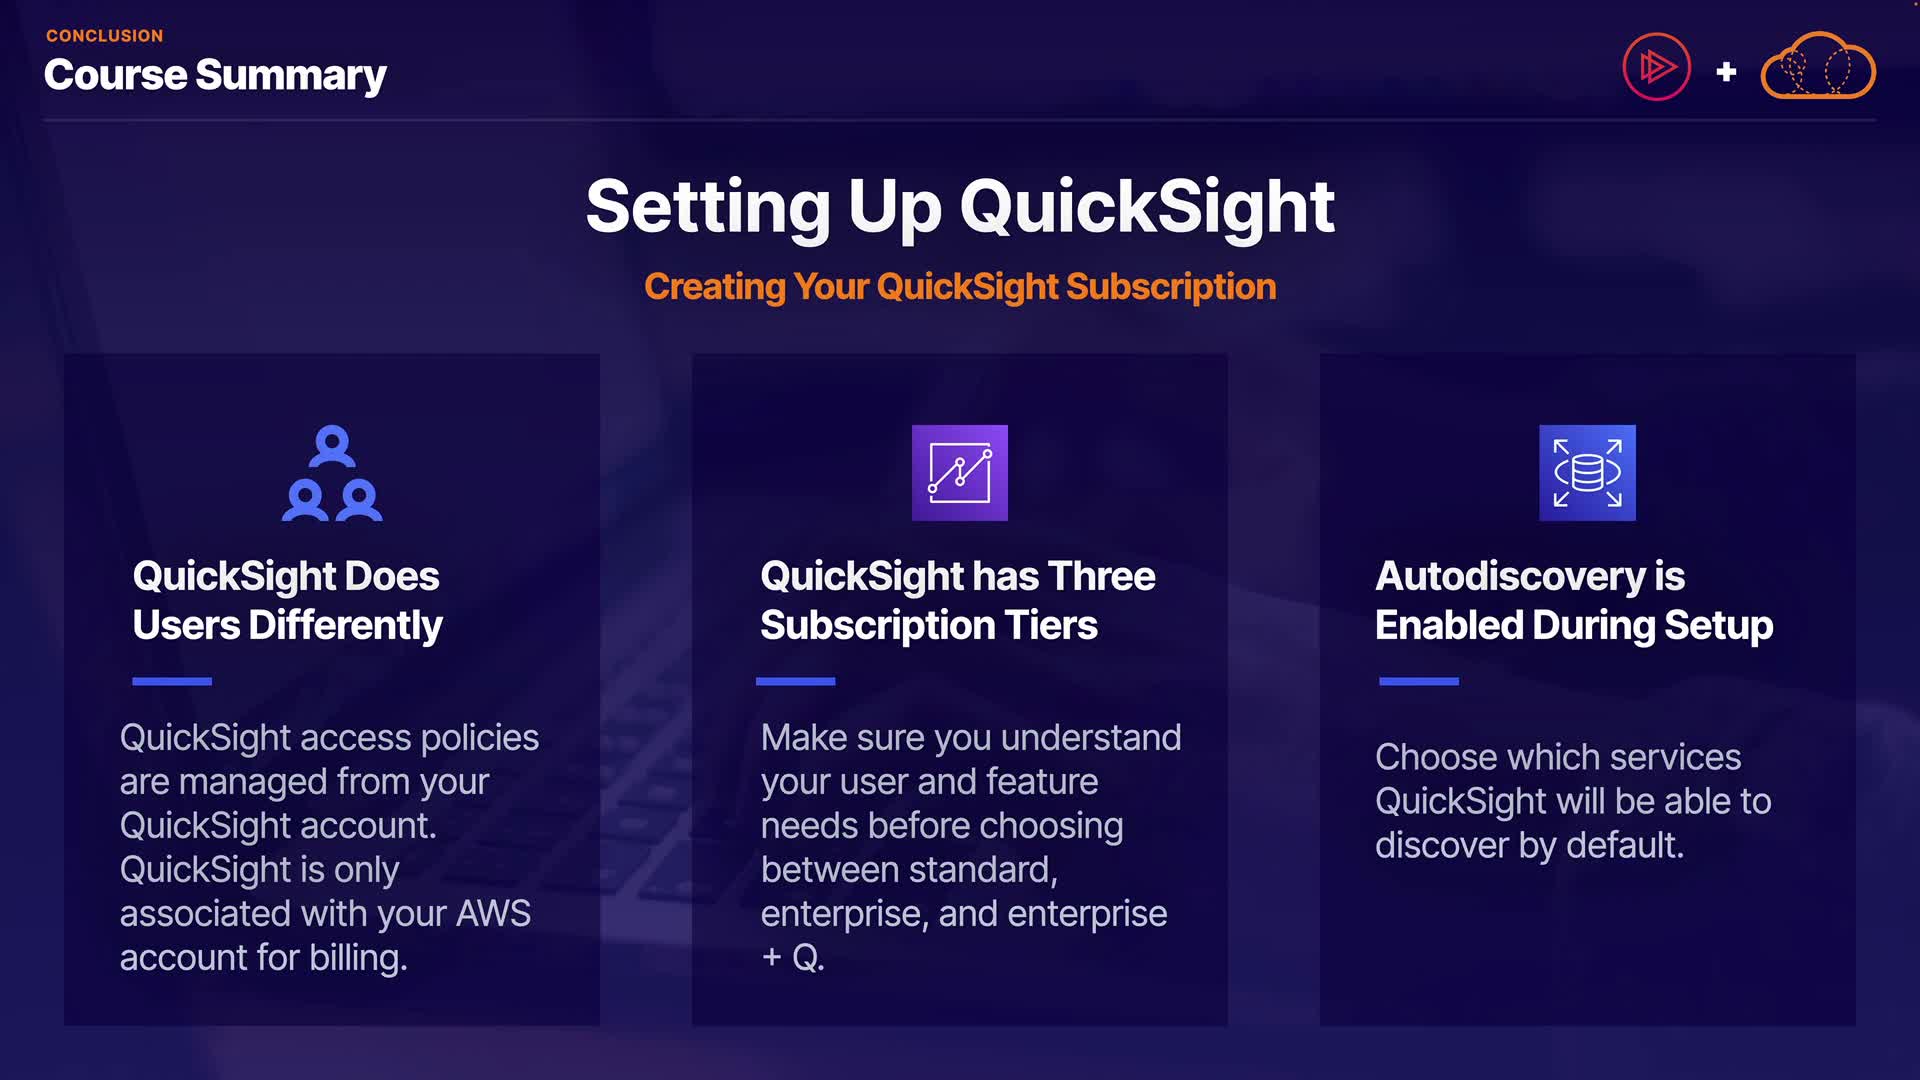 CONCLUSION
Course Summary
+
Setting Up QuickSight
Creating Your QuickSight Subscription
QuickSight Does
Users Differently
QuickSight access policies
are managed from your
QuickSight account.
QuickSight is only
associated with your AWS
account for billing.
QuickSight has Three
Subscription Tiers
Make sure you understand
your user and feature
needs before choosing
between standard,
enterprise, and enterprise
+ Q.
Autodiscovery is
Enabled During Setup
Choose which services
QuickSight will be able to
discover by default.